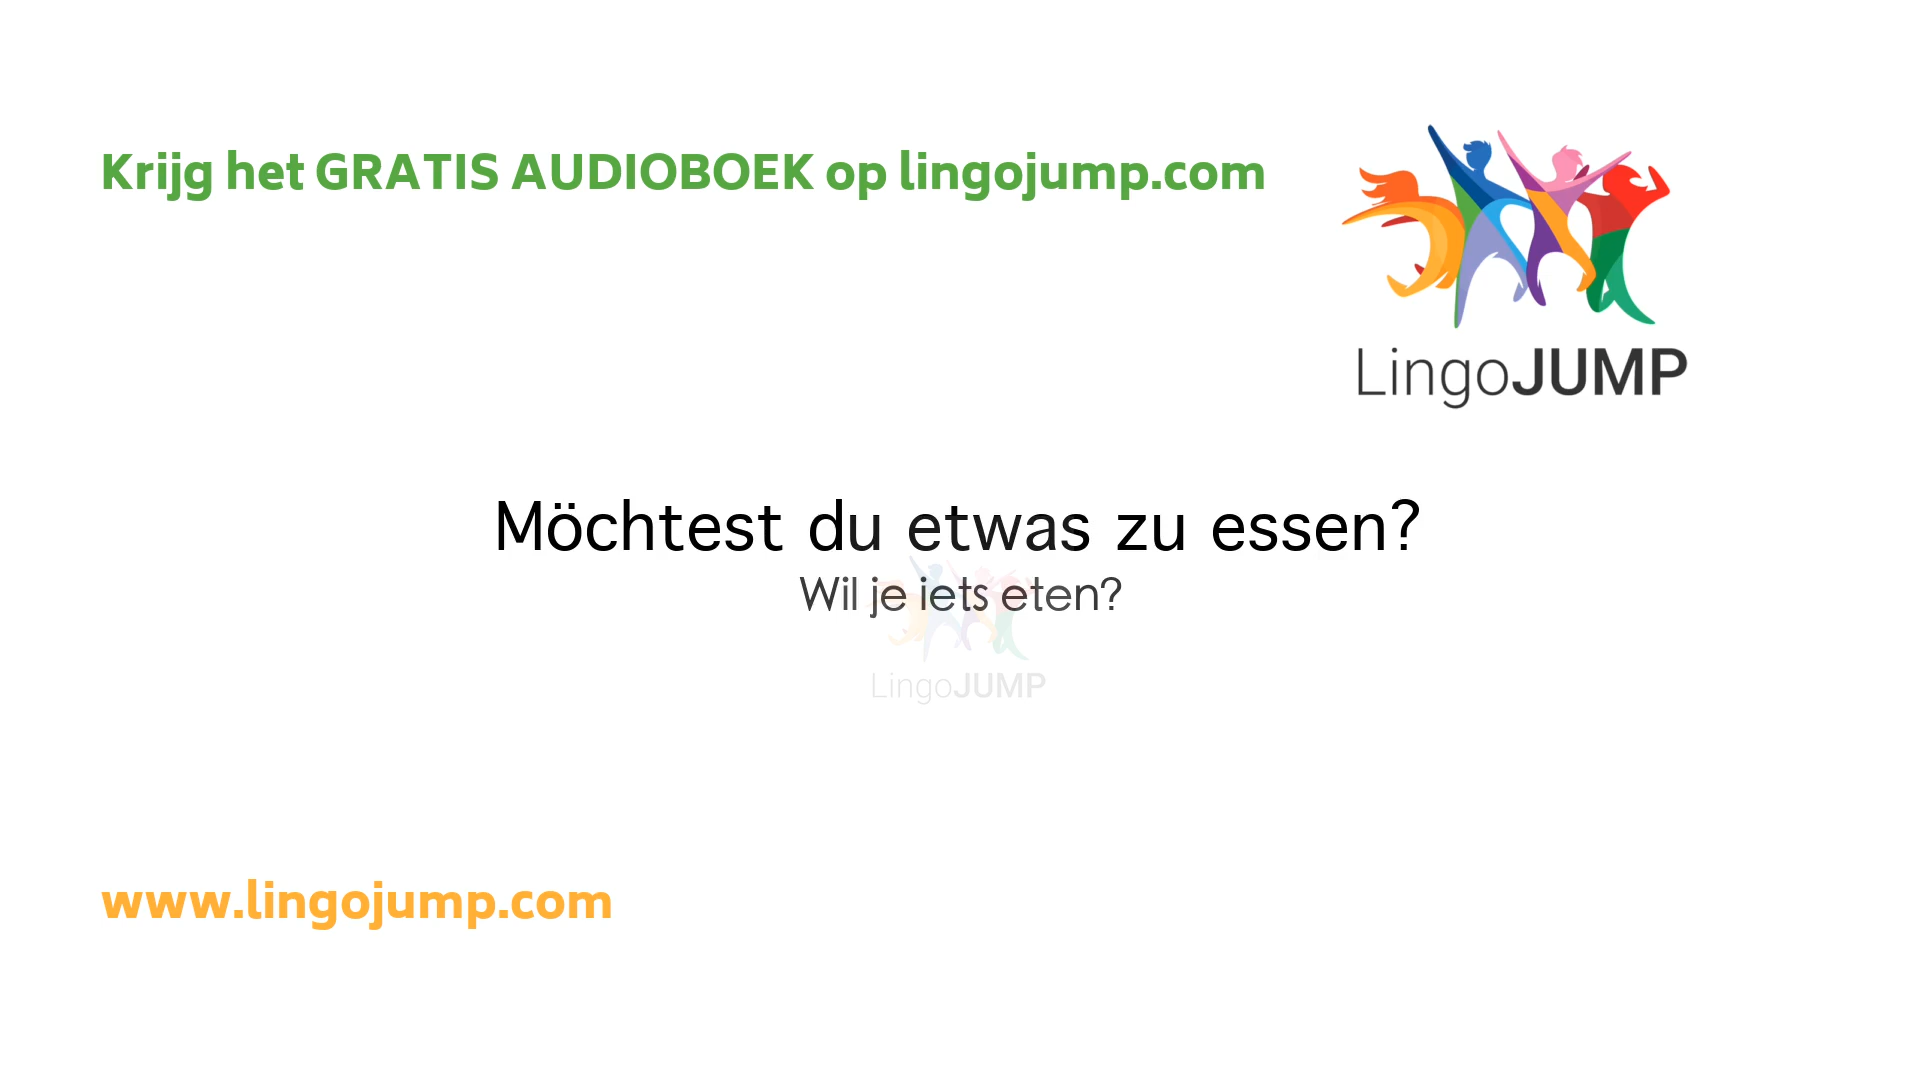 Krijg het GRATIS AUDIOBOEK op lingojump.com
LingoJUMP
Möchtest du etwas zu essen?
Wil je iets eten?
LingoJUMP
www.lingojump.com